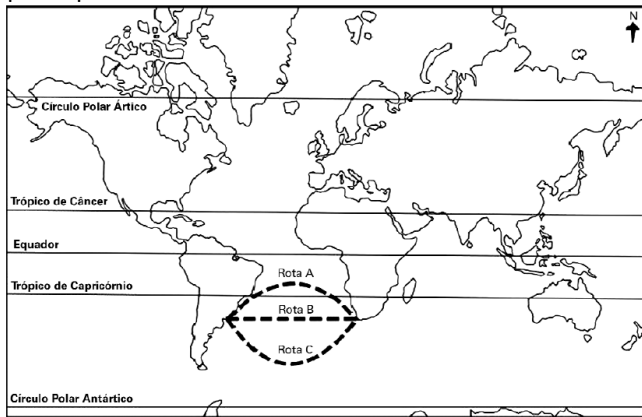 N
Círculo Polar Ártico
Trópico de Câncer
Equador
Rota A
Trópico de Capricórnio
Rota B
Rota C
Círculo Polar Antártico